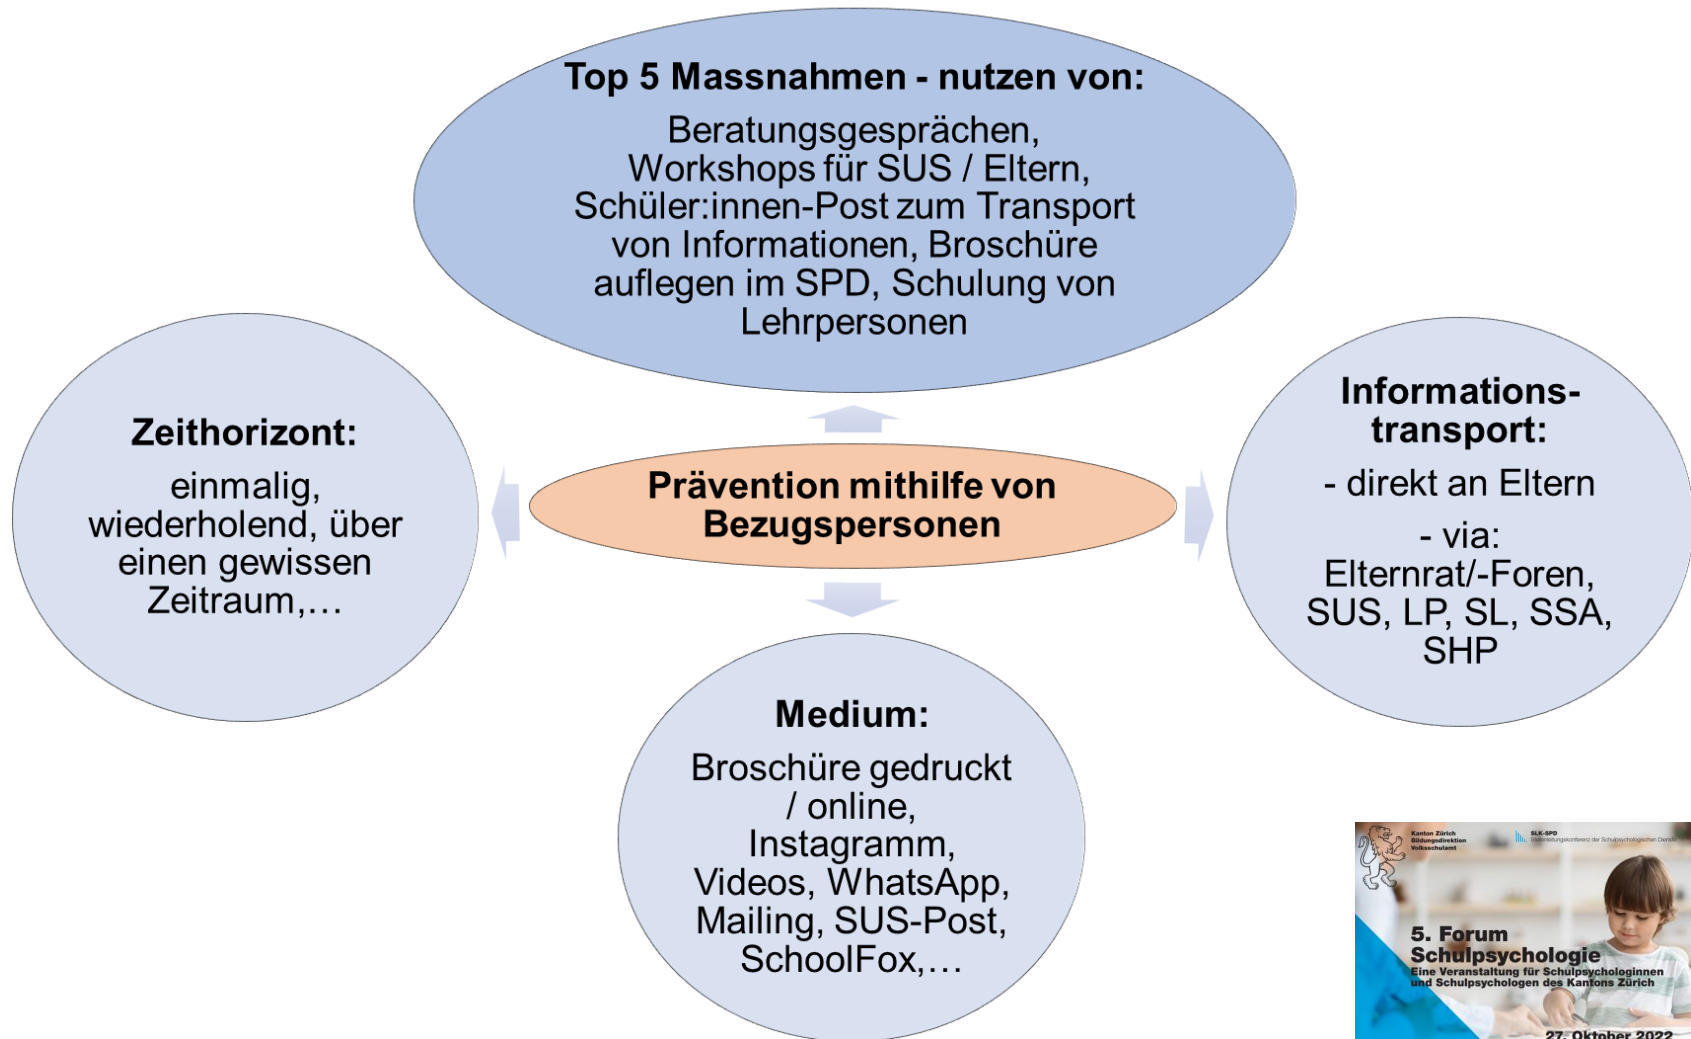 Top 5 Massnahmen - nutzen von:
Beratungsgesprächen,
Workshops für SUS / Eltern,
Schüler:innen-Post zum Transport
von Informationen, Broschüre
auflegen im SPD, Schulung von
Lehrpersonen
Zeithorizont:
einmalig,
wiederholend, über
einen gewissen
Zeitraum,…
Prävention mithilfe von
Bezugspersonen
Informations-
transport:
- direkt an Eltern
- via:
Elternrat/-Foren,
SUS, LP, SL, SSA,
SHP
Medium:
Broschüre gedruckt
/ online,
Instagramm,
Videos, WhatsApp,
Mailing, SUS-Post,
SchoolFox,…
Kanton Zürich
Bildungsdirektion
Volksschulamt
SLK-SPD
Stellenleitungskonferenz der Schulpsychologischen Dienste
5. Forum
Schulpsychologie
Eine Veranstaltung für Schulpsychologinnen
und Schulpsychologen des Kantons Zürich
27. Oktober 2022